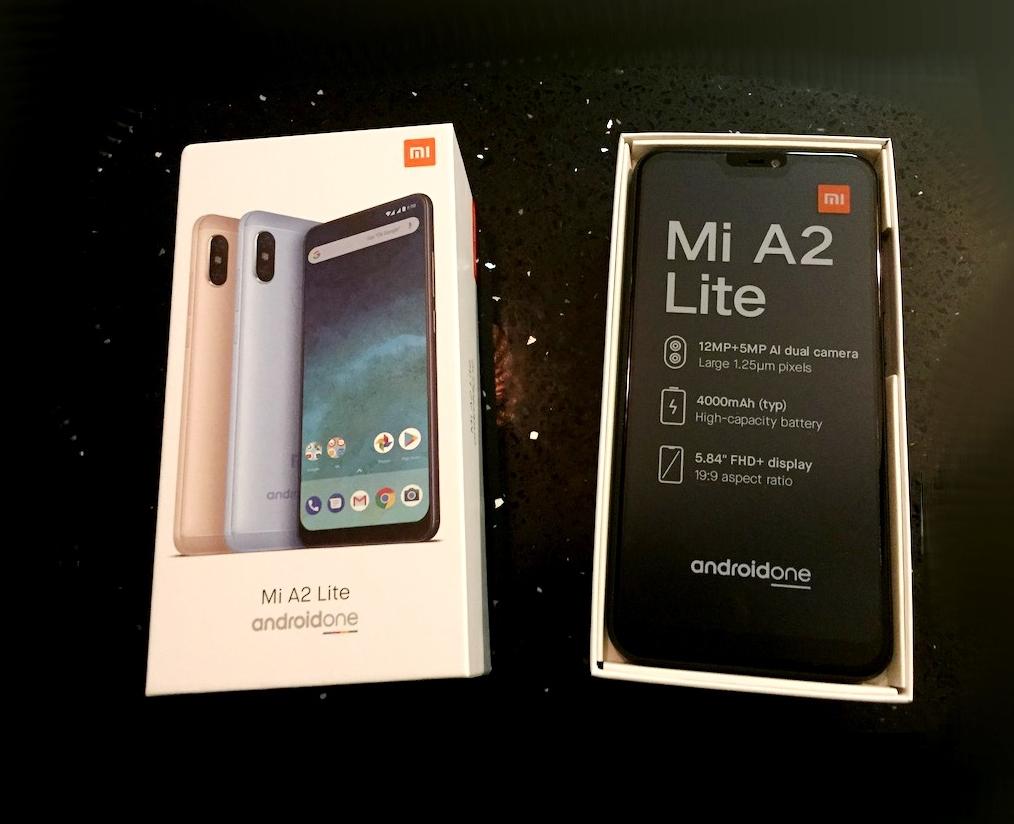 mi
Mi A2 Lite
androidone
mi
Mi A2
Lite
12MP+5MP AI dual camera
Large 1.25µm pixels
4000mAh (typ)
High-capacity battery
5.84" FHD+ display
19:9 aspect ratio
androidone